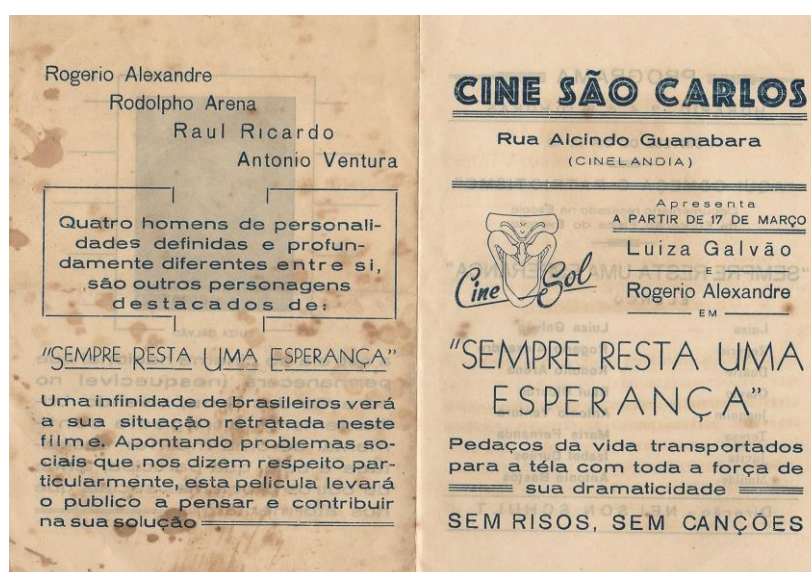 Rogerio Alexandre
Rodolpho Arena
Raul Ricardo
Antonio Ventura
Quatro homens de personali-
dades definidas e profun-
damente diferentes entre si,
são outros personagens
destacados de:
"SEMPRE RESTA UMA ESPERANÇA"
Uma infinidade de brasileiros verá
a sua situação retratada neste
filme. Apontando problemas so-
ciais que nos dizem respeito par-
ticularmente, esta pelicula levará
o publico a pensar e contribuir
na sua solução
CINE SÃO CARLOS
Rua Alcindo Guanabara
(CINELANDIA)
Apresenta
A PARTIR DE 17 DE MARÇO
Cine Sol
Luiza Galvão
E
Rogerio Alexandre
EM
"SEMPRE RESTA UMA
ESPERANÇA"
Pedaços da vida transportados
para a téla com toda a força de
sua dramaticidade
SEM RISOS, SEM CANÇÕES